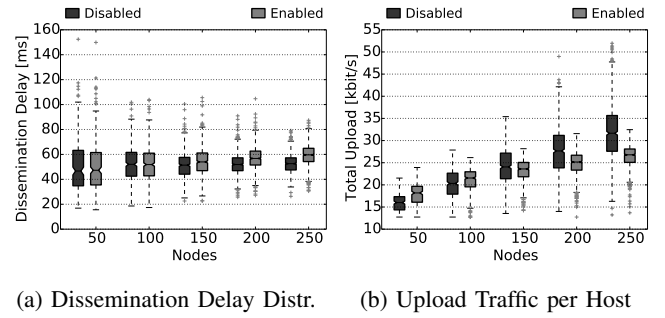 Disabled Enabled
Dissemination Delay [ms]
160
140
120
100
80
60
40
20
0
50 100 150 200 250
Nodes
Disabled Enabled
Total Upload [kbit/s]
55
50
45
40
35
30
25
20
15
10
50 100 150 200 250
Nodes
(a) Dissemination Delay Distr. (b) Upload Traffic per Host